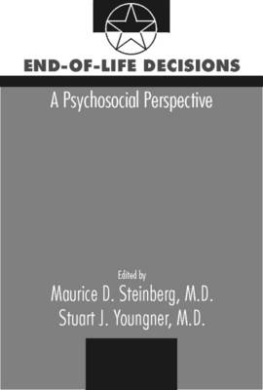 END-OF-LIFE DECISIONS
A Psychosocial Perspective
Edited by
Maurice D. Steinberg, M.D.
Stuart J. Youngner, M.D.